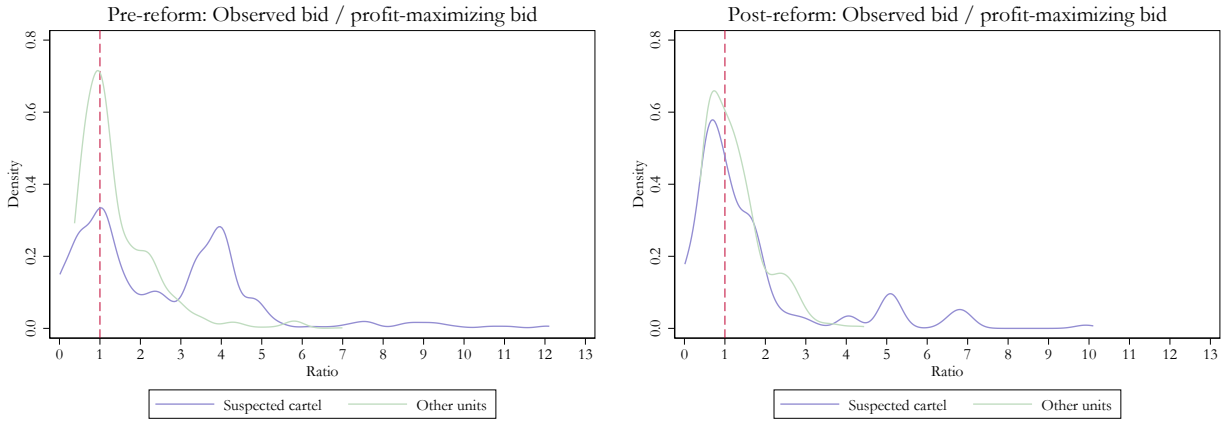 Pre-reform: Observed bid / profit-maximizing bid
0.8
0.6
0.4
0.2
0.0
Density
0 1 2 3 4 5 6 7 8 9 10 11 12 13
Ratio
Suspected cartel Other units
Post-reform: Observed bid / profit-maximizing bid
0.8
0.6
0.4
0.2
0.0
Density
0 1 2 3 4 5 6 7 8 9 10 11 12 13
Ratio
Suspected cartel Other units